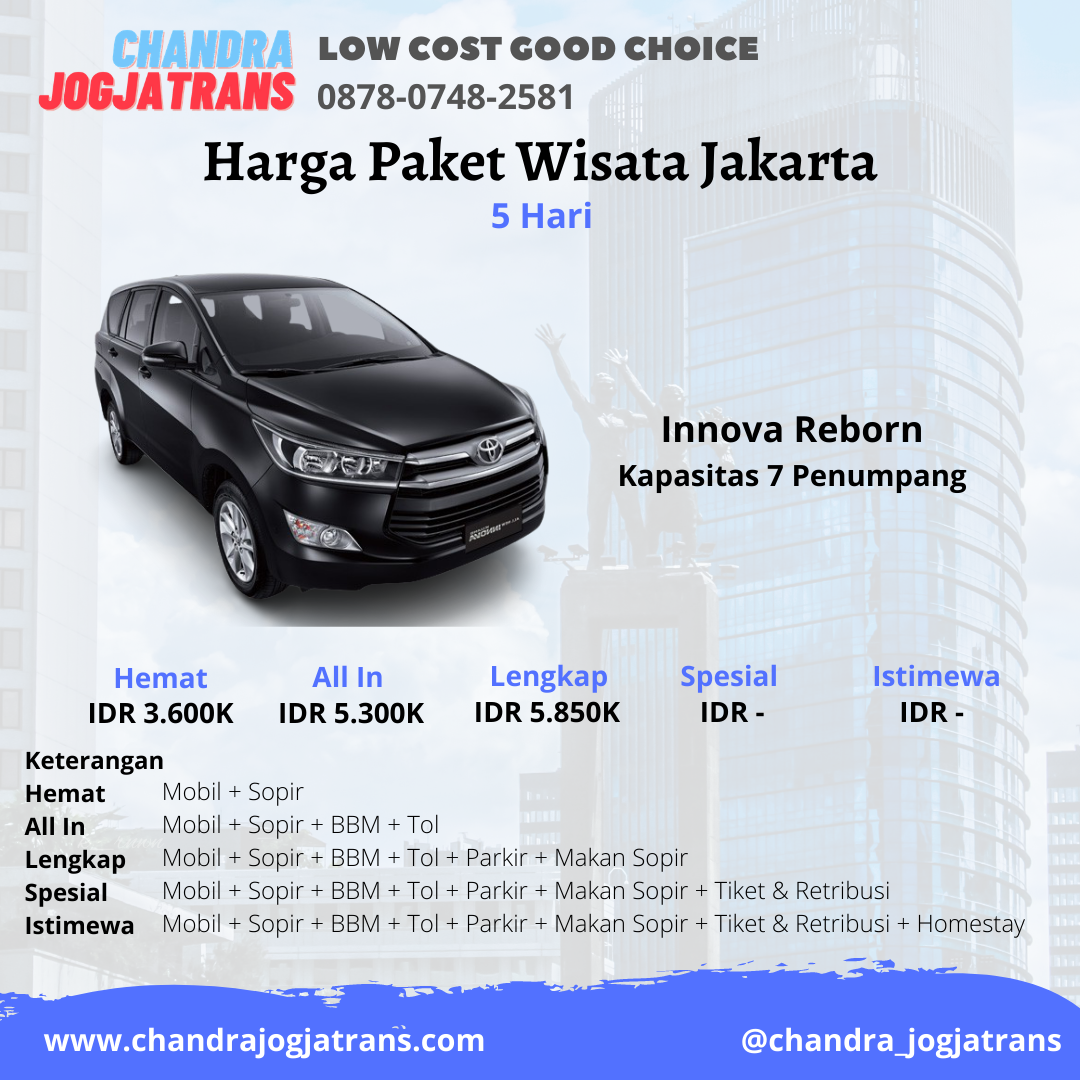 CHANDRA
JOGJATRANS
LOW COST GOOD CHOICE
0878-0748-2581
Harga Paket Wisata Jakarta
5 Hari
Innova Reborn
Kapasitas 7 Penumpang
Hemat All In Lengkap Spesial Istimewa
IDR 3.600K IDR 5.300K IDR 5.850K IDR - IDR -
Keterangan
Hemat Mobil + Sopir
All In Mobil + Sopir + BBM + Tol
Lengkap Mobil + Sopir + BBM + Tol + Parkir + Makan Sopir
Spesial Mobil + Sopir + BBM + Tol + Parkir + Makan Sopir + Tiket & Retribusi
Istimewa Mobil + Sopir + BBM + Tol + Parkir + Makan Sopir + Tiket & Retribusi + Homestay
www.chandrajogjatrans.com
@chandra_jogjatrans